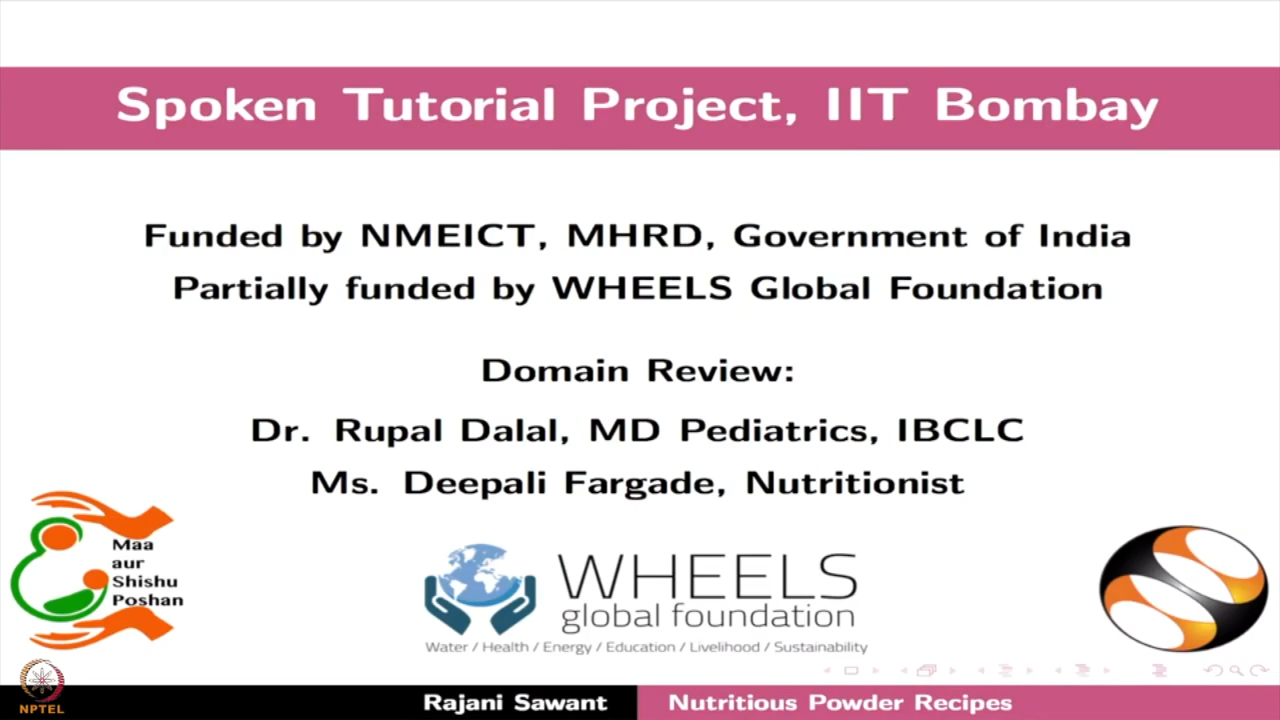 Spoken Tutorial Project, IIT Bombay
Funded by NMEICT, MHRD, Government of India
Partially funded by WHEELS Global Foundation
Domain Review:
Dr. Rupal Dalal, MD Pediatrics, IBCLC
Ms. Deepali Fargade, Nutritionist
Maa
aur
Shishu
Poshan
WHEELS
global foundation
Water / Health / Energy / Education / Livelihood / Sustainability
NPTEL
Rajani Sawant
Nutritious Powder Recipes